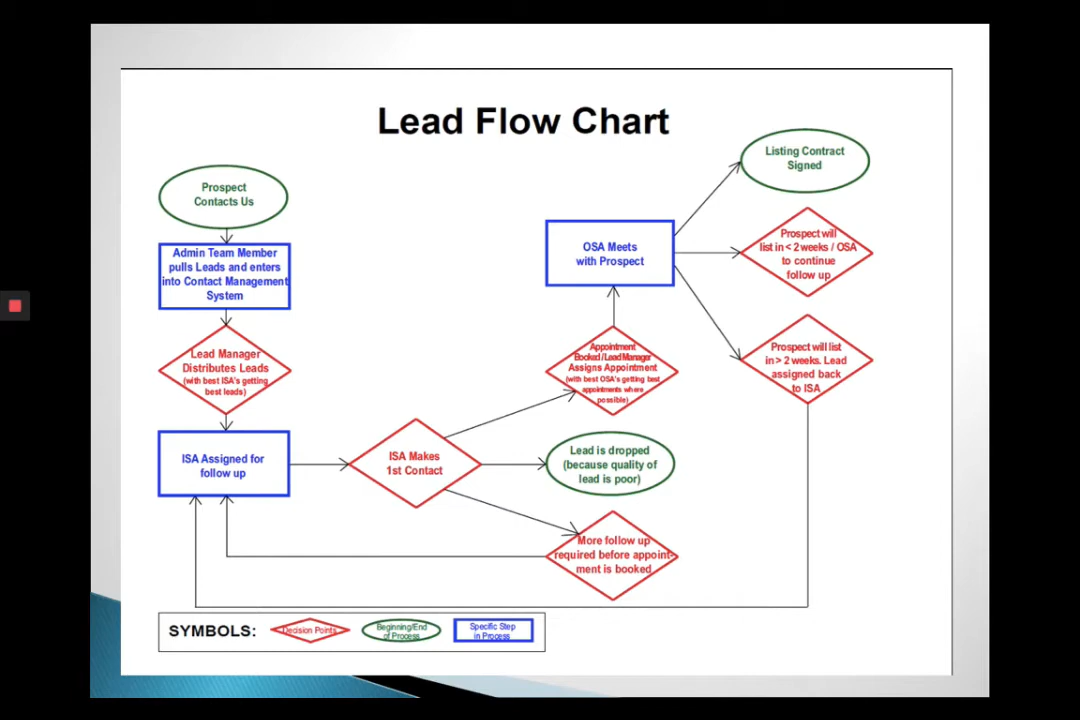 Lead Flow Chart
Prospect
Contacts Us
Admin Team Member
pulls Leads and enters
into Contact Management
System
Lead Manager
Distributes Leads
(with best ISA's getting
best leads)
ISA Assigned for
follow up
ISA Makes
1st Contact
Appointment
Booked/Lead Manager
Assigns Appointment
(with best OSA's getting best
appointments where
possible)
Lead is dropped
(because quality of
lead is poor)
More follow up
required before appoint-
ment is booked
OSA Meets
with Prospect
Listing Contract
Signed
Prospect will
list in < 2 weeks / OSA
to continue
follow up
Prospect will list
in > 2 weeks. Lead
assigned back
to ISA
SYMBOLS:
Decision Points
Beginning/End
of Process
Specific Step
in Process